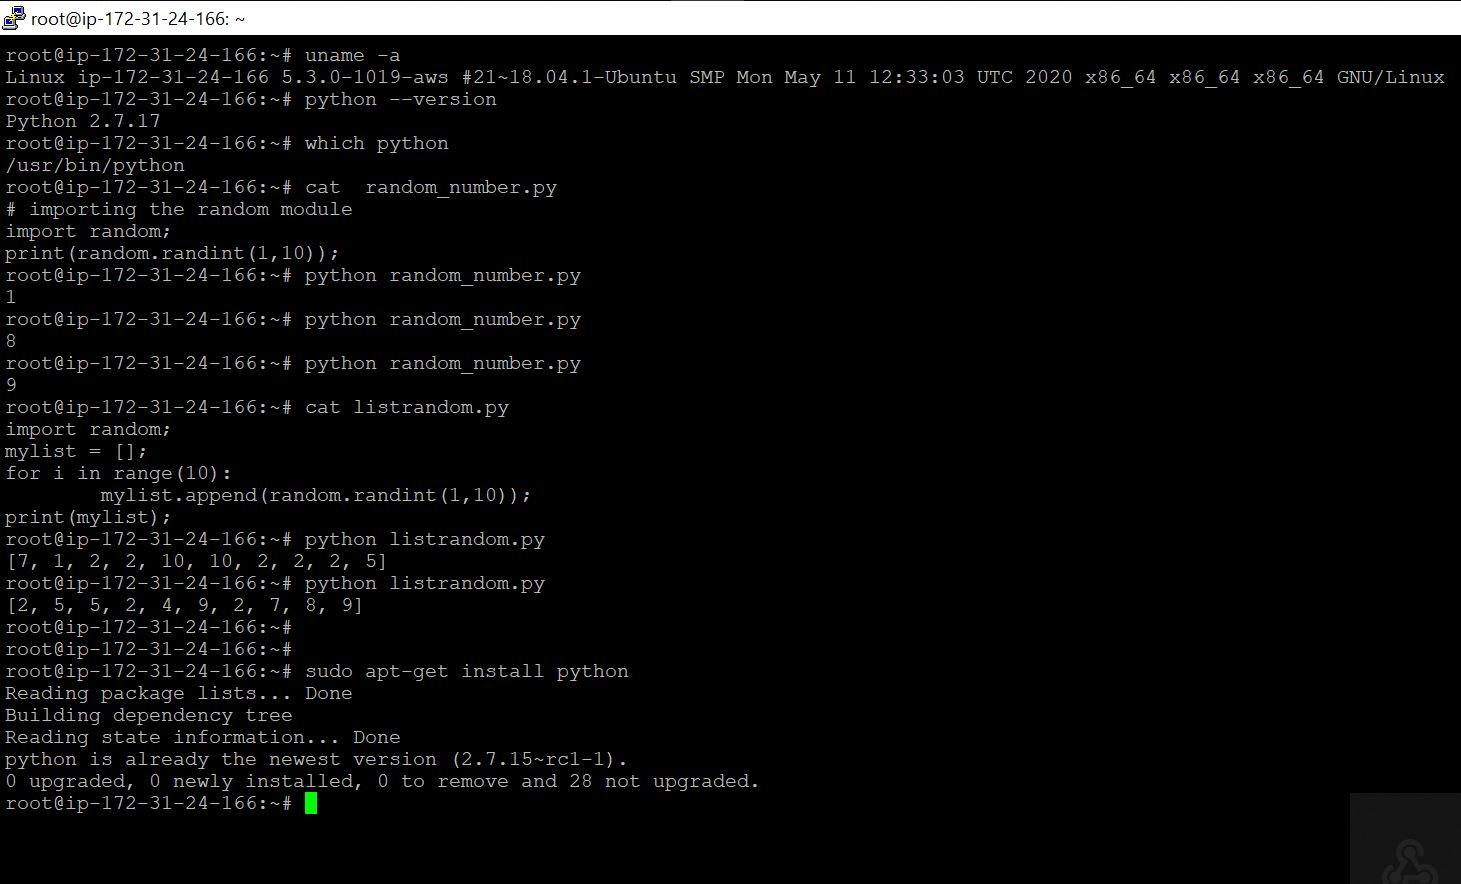 root@ip-172-31-24-166: ~
root@ip-172-31-24-166:~# uname -a
Linux ip-172-31-24-166 5.3.0-1019-aws #21~18.04.1-Ubuntu SMP Mon May 11 12:33:03 UTC 2020 x86_64 x86_64 x86_64 GNU/Linux
root@ip-172-31-24-166:~# python --version
Python 2.7.17
root@ip-172-31-24-166:~# which python
/usr/bin/python
root@ip-172-31-24-166:~# cat  random_number.py
# importing the random module
import random;
print(random.randint(1,10));
root@ip-172-31-24-166:~# python random_number.py
1
root@ip-172-31-24-166:~# python random_number.py
8
root@ip-172-31-24-166:~# python random_number.py
9
root@ip-172-31-24-166:~# cat listrandom.py
import random;
mylist = [];
for i in range(10):
        mylist.append(random.randint(1,10));
print(mylist);
root@ip-172-31-24-166:~# python listrandom.py
[7, 1, 2, 2, 10, 10, 2, 2, 2, 5]
root@ip-172-31-24-166:~# python listrandom.py
[2, 5, 5, 2, 4, 9, 2, 7, 8, 9]
root@ip-172-31-24-166:~#
root@ip-172-31-24-166:~#
root@ip-172-31-24-166:~# sudo apt-get install python
Reading package lists... Done
Building dependency tree
Reading state information... Done
python is already the newest version (2.7.15~rc1-1).
0 upgraded, 0 newly installed, 0 to remove and 28 not upgraded.
root@ip-172-31-24-166:~#